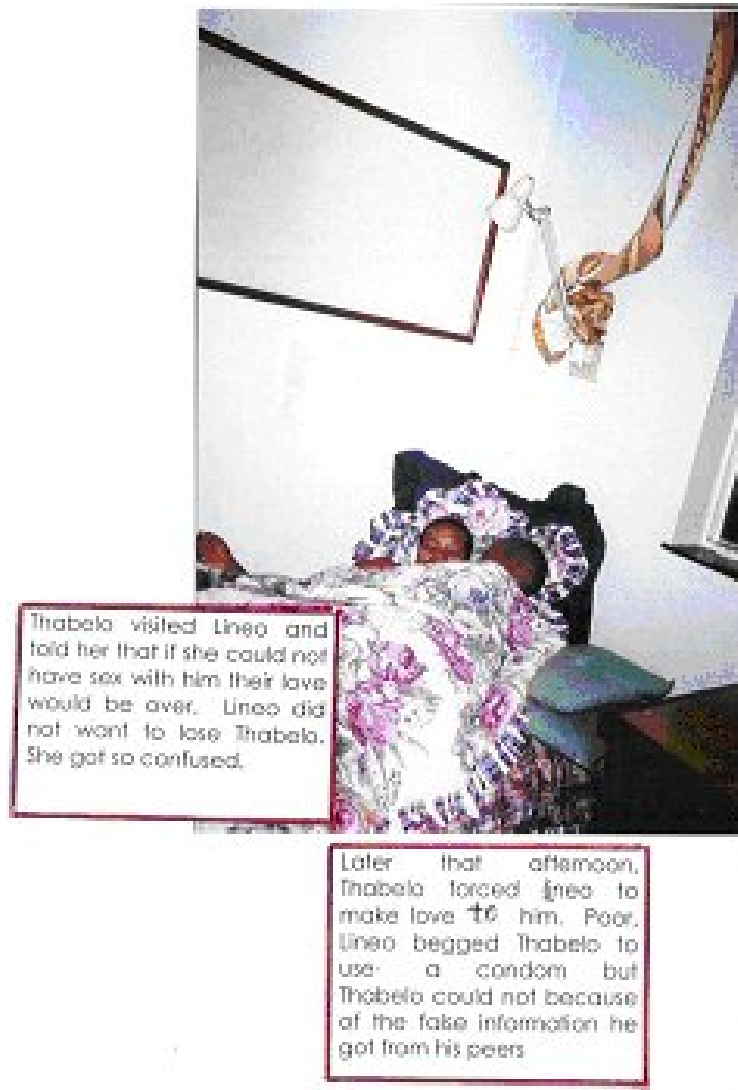 Thabelo visited Lineo and
told her that if she could not
have sex with him their love
would be over. Lineo did
not want to lose Thabelo.
She got so confused.
Later that afternoon,
Thabelo forced Lineo to
make love to him. Poor,
Lineo begged Thabelo to
use a condom but
Thabelo could not because
of the false information he
got from his peers